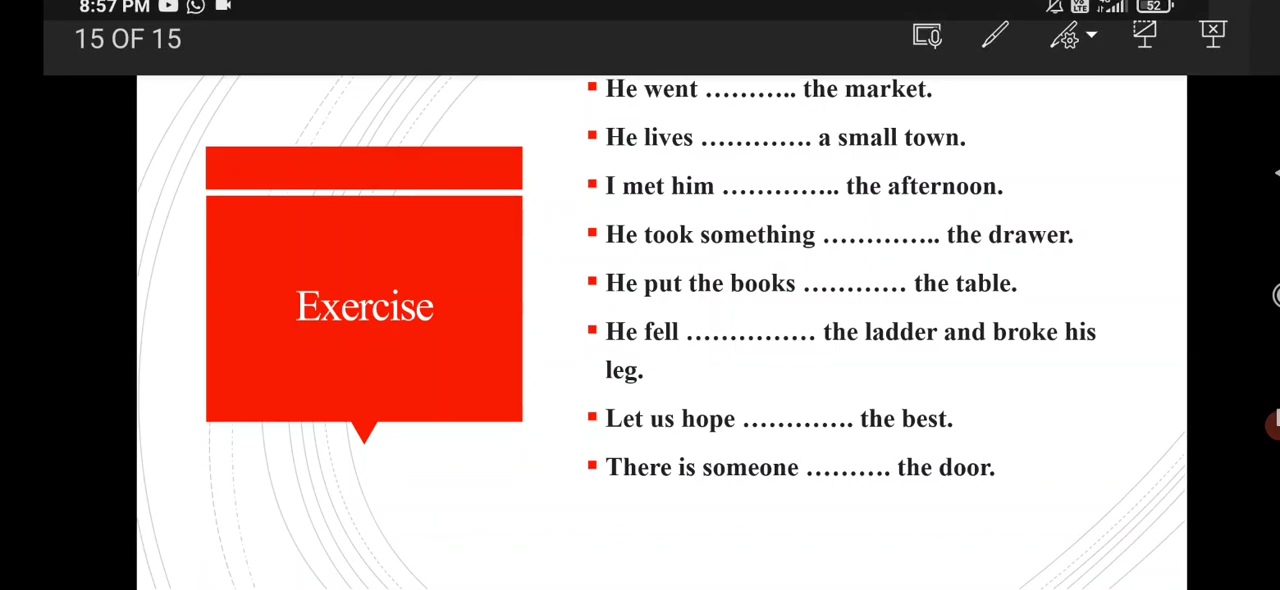 8:57 PM 52
15 OF 15
He went ……….. the market.
He lives …………. a small town.
I met him ………….. the afternoon.
He took something ………….. the drawer.
He put the books ………… the table.
He fell …………… the ladder and broke his
leg.
Let us hope …………. the best.
There is someone ………. the door.
Exercise